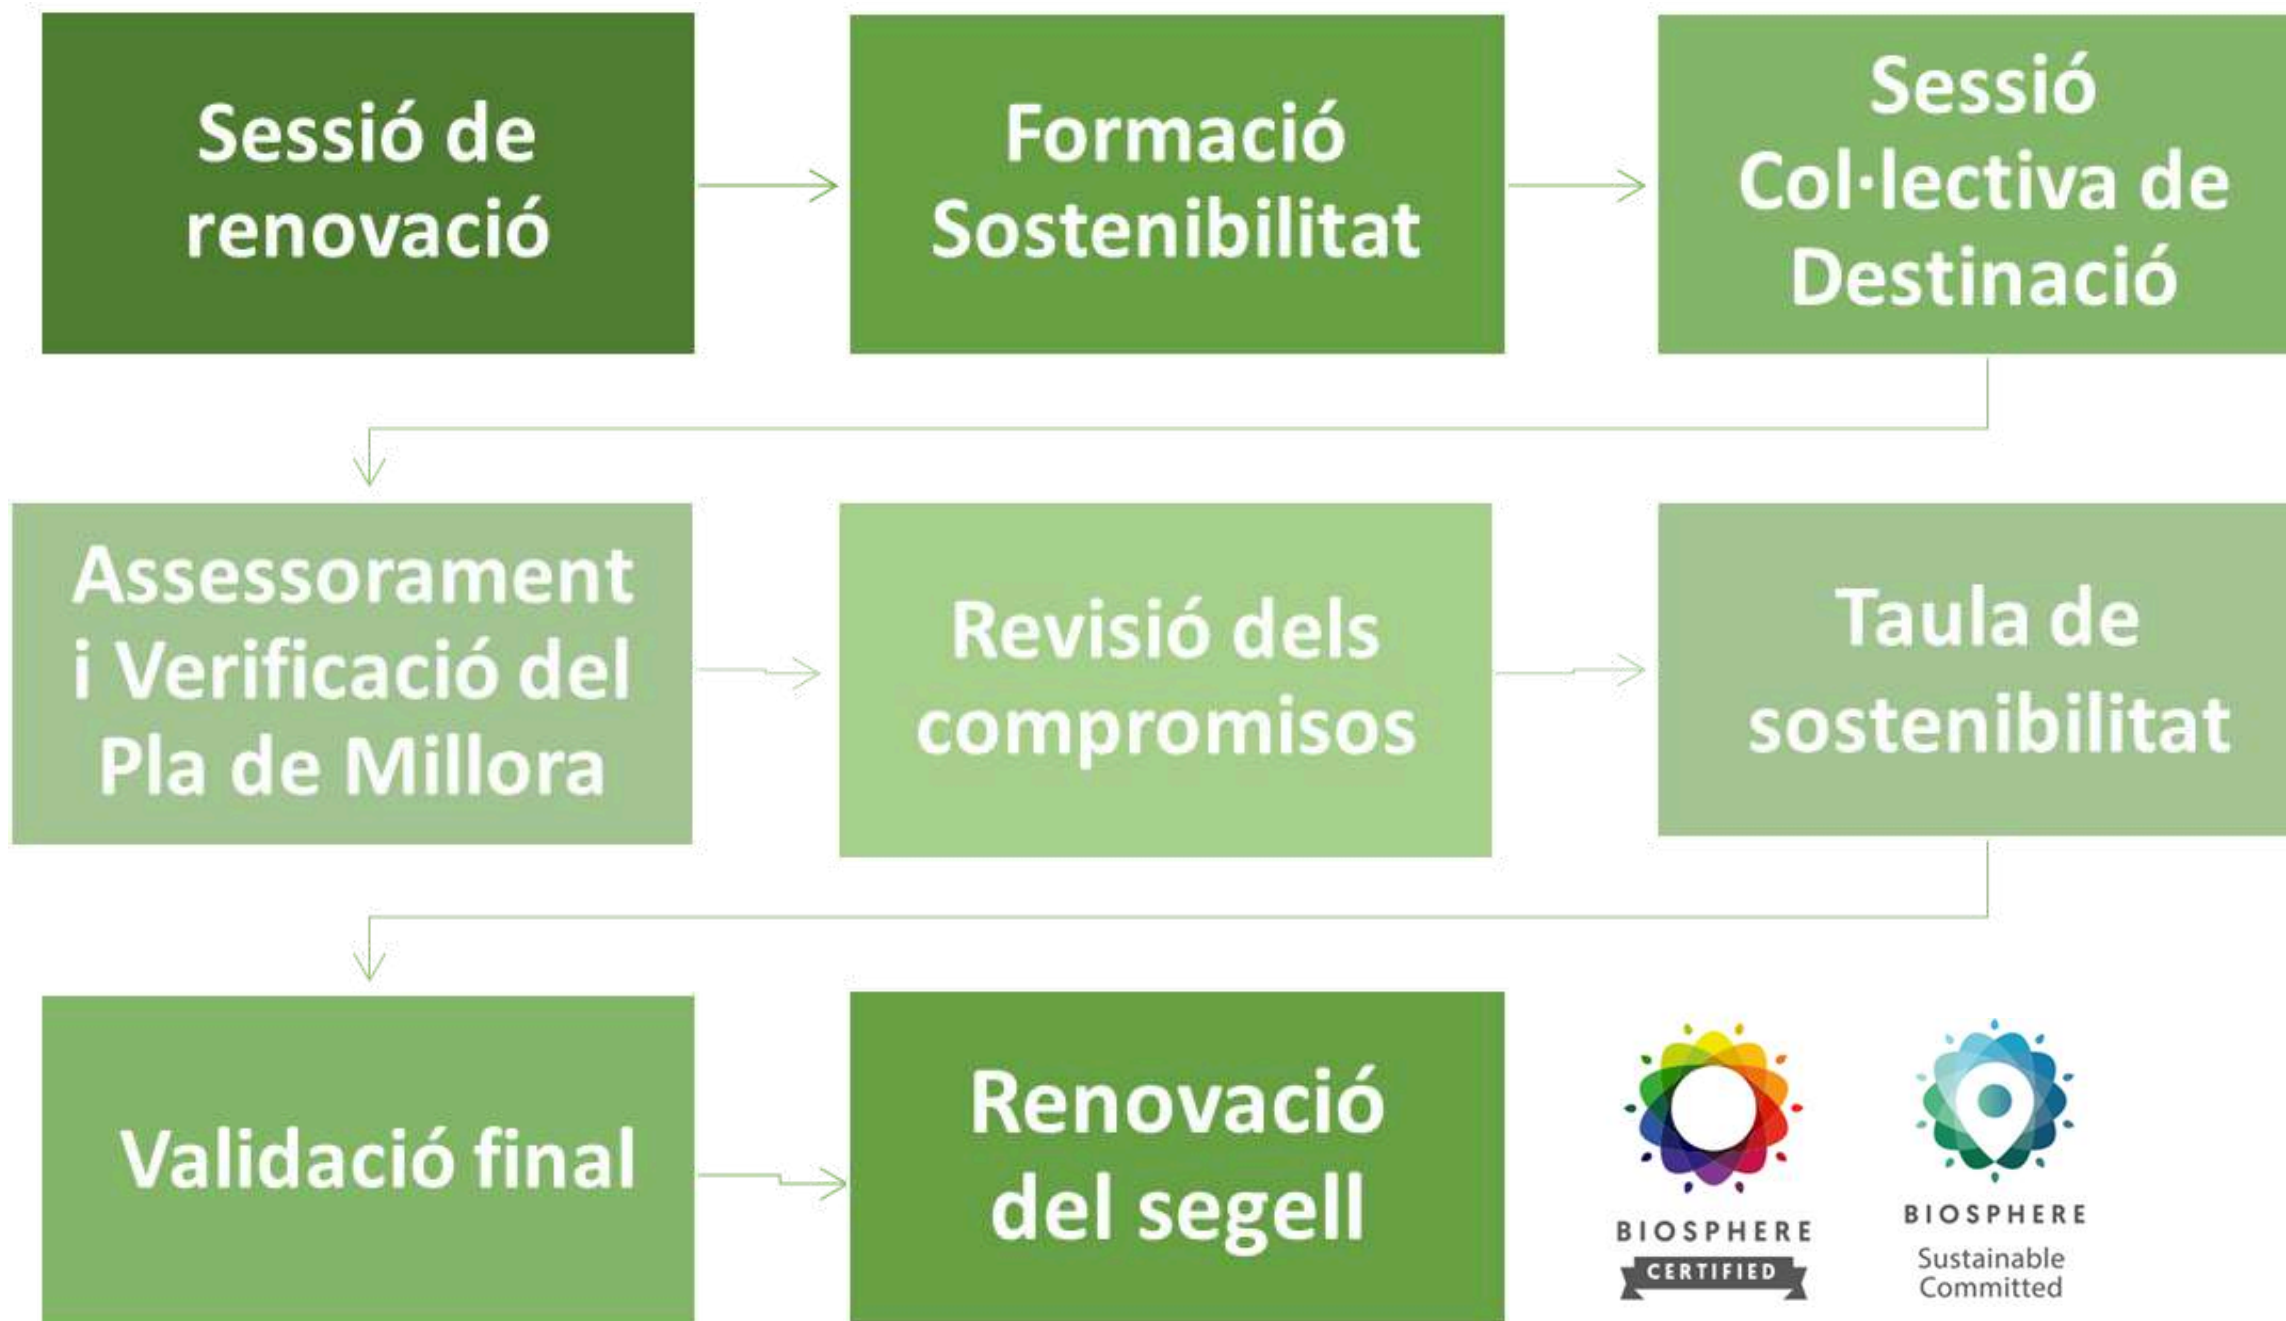 Sessió de
renovació
Formació
Sostenibilitat
Sessió
Col·lectiva de
Destinació
Assessorament
i Verificació del
Pla de Millora
Revisió dels
compromisos
Taula de
sostenibilitat
Validació final
Renovació
del segell
BIOSPHERE
CERTIFIED
BIOSPHERE
Sustainable
Committed